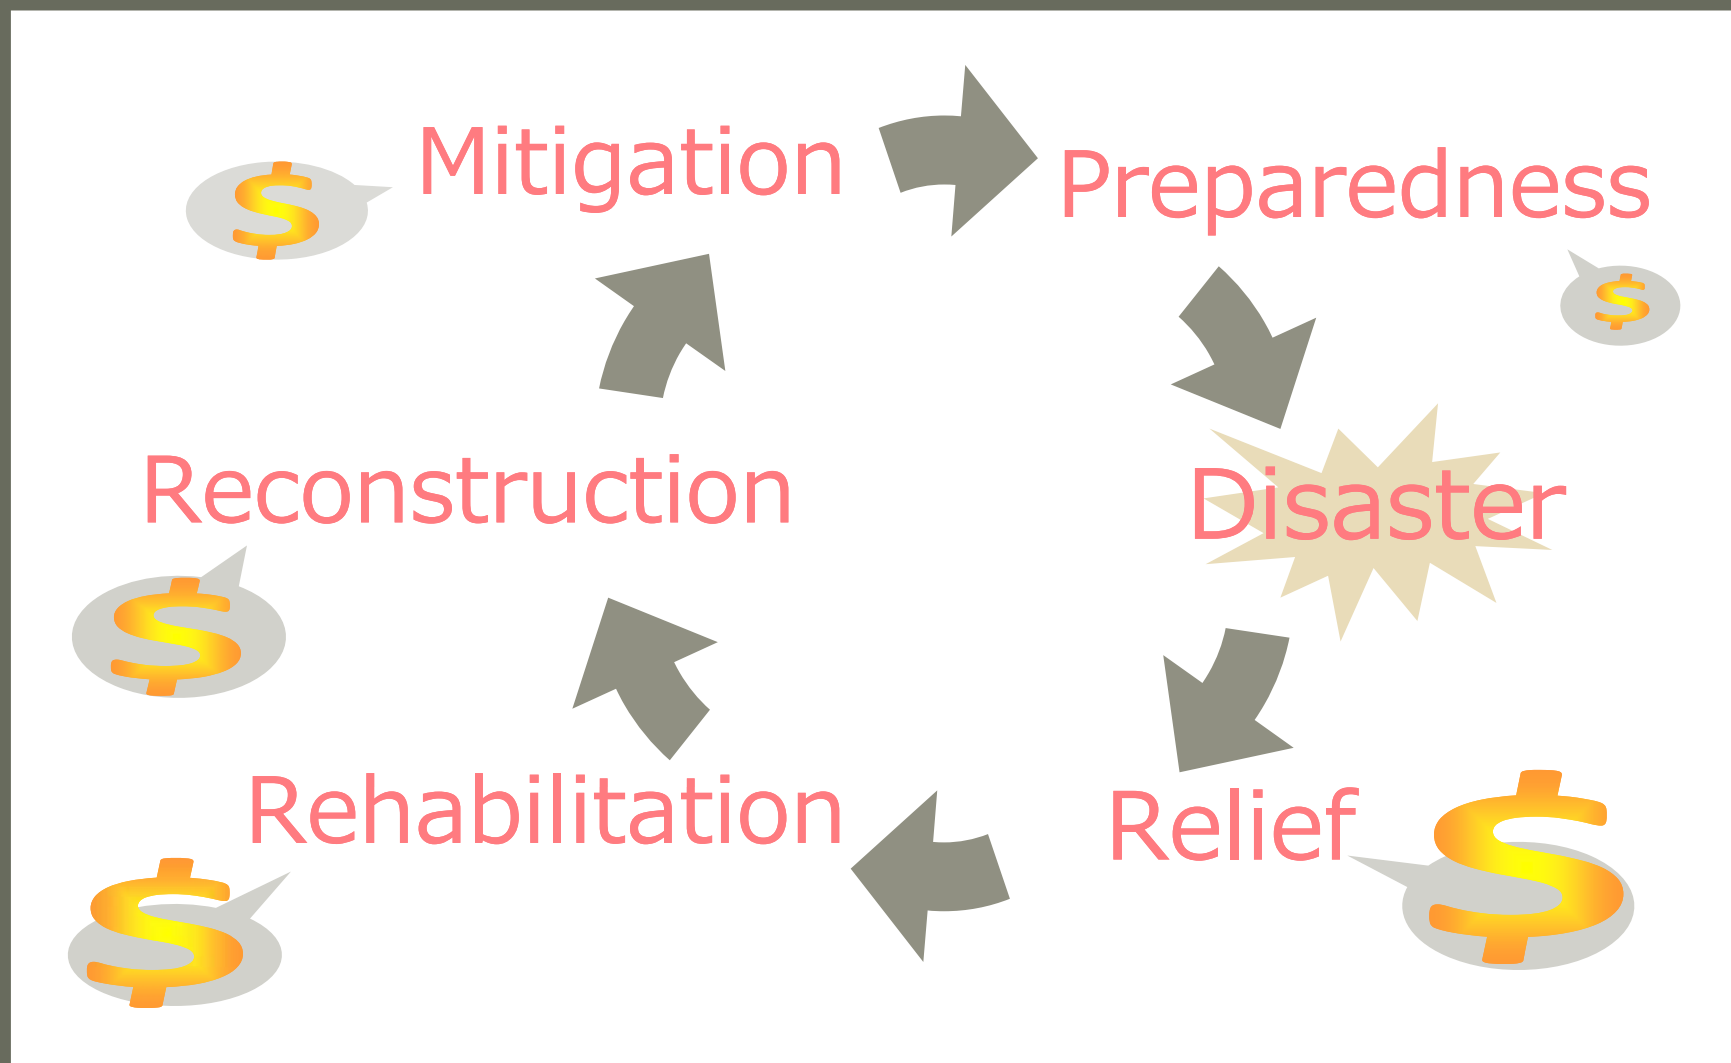 Mitigation
$
Preparedness
$
Disaster
Relief
$
Rehabilitation
$
Reconstruction
$